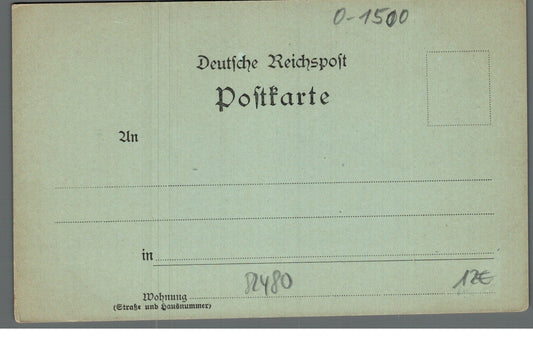 0-1500
Deutsche Reichspost
Postkarte
An
in
82480
12€
Wohnung
(Straße und Hausnummer)